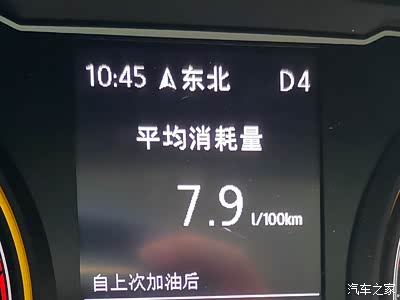 10:45 东北 D4
平均消耗量
7.9 l/100km
自上次加油后
汽车之家